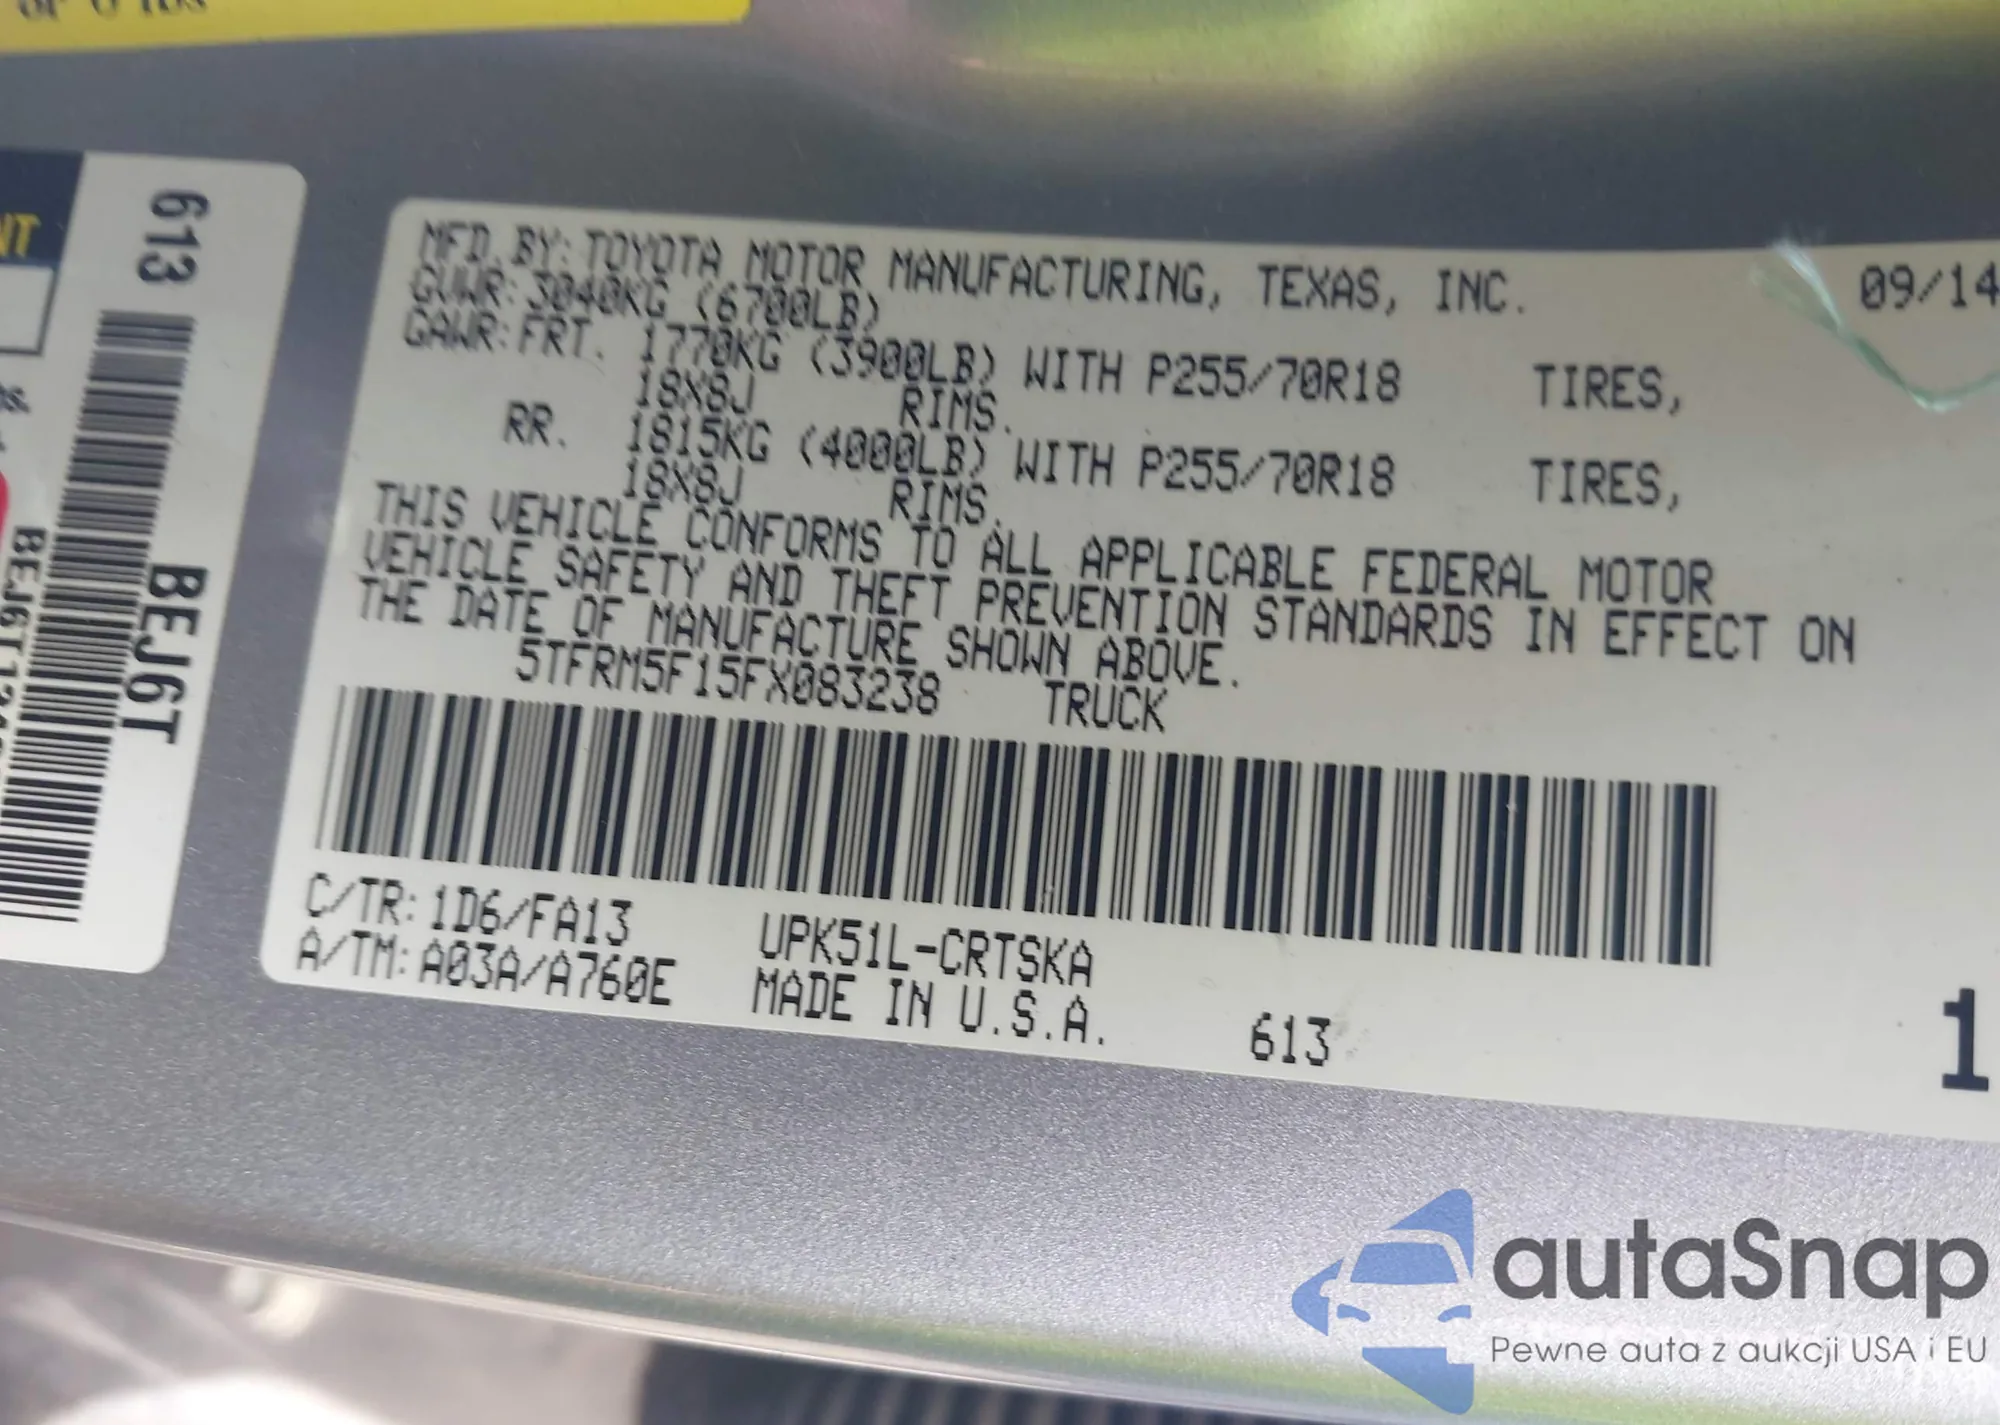 613
BEJ6T
MFD. BY: TOYOTA MOTOR MANUFACTURING, TEXAS, INC. 09/14
GVWR: 3040KG (6700LB)
GAWR: FRT. 1770KG (3900LB) WITH P255/70R18 TIRES,
18X8J RIMS.
RR. 1815KG (4000LB) WITH P255/70R18 TIRES,
18X8J RIMS.
THIS VEHICLE CONFORMS TO ALL APPLICABLE FEDERAL MOTOR
VEHICLE SAFETY AND THEFT PREVENTION STANDARDS IN EFFECT ON
THE DATE OF MANUFACTURE SHOWN ABOVE.
5TFRM5F15FX083238 TRUCK
C/TR: 1D6/FA13 UPK51L-CRTSKA
A/TM: A03A/A760E MADE IN U.S.A. 613
1
autaSnap
Pewne auta z aukcji USA i EU